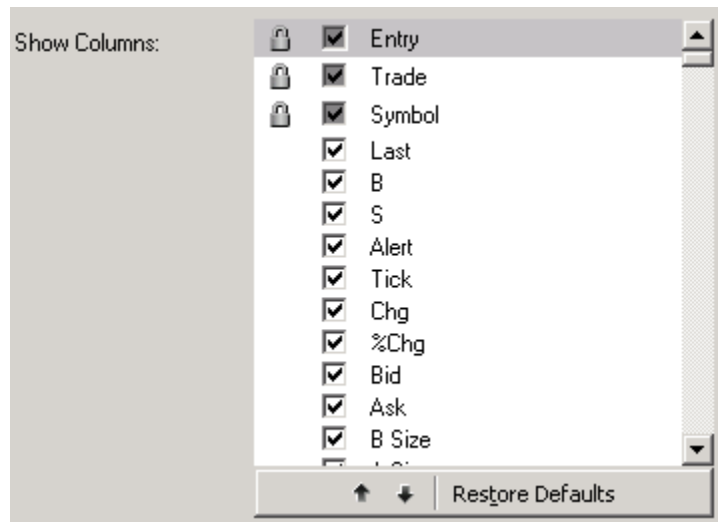 Show Columns:
Entry
Trade
Symbol
Last
B
S
Alert
Tick
Chg
%Chg
Bid
Ask
B Size
Restore Defaults